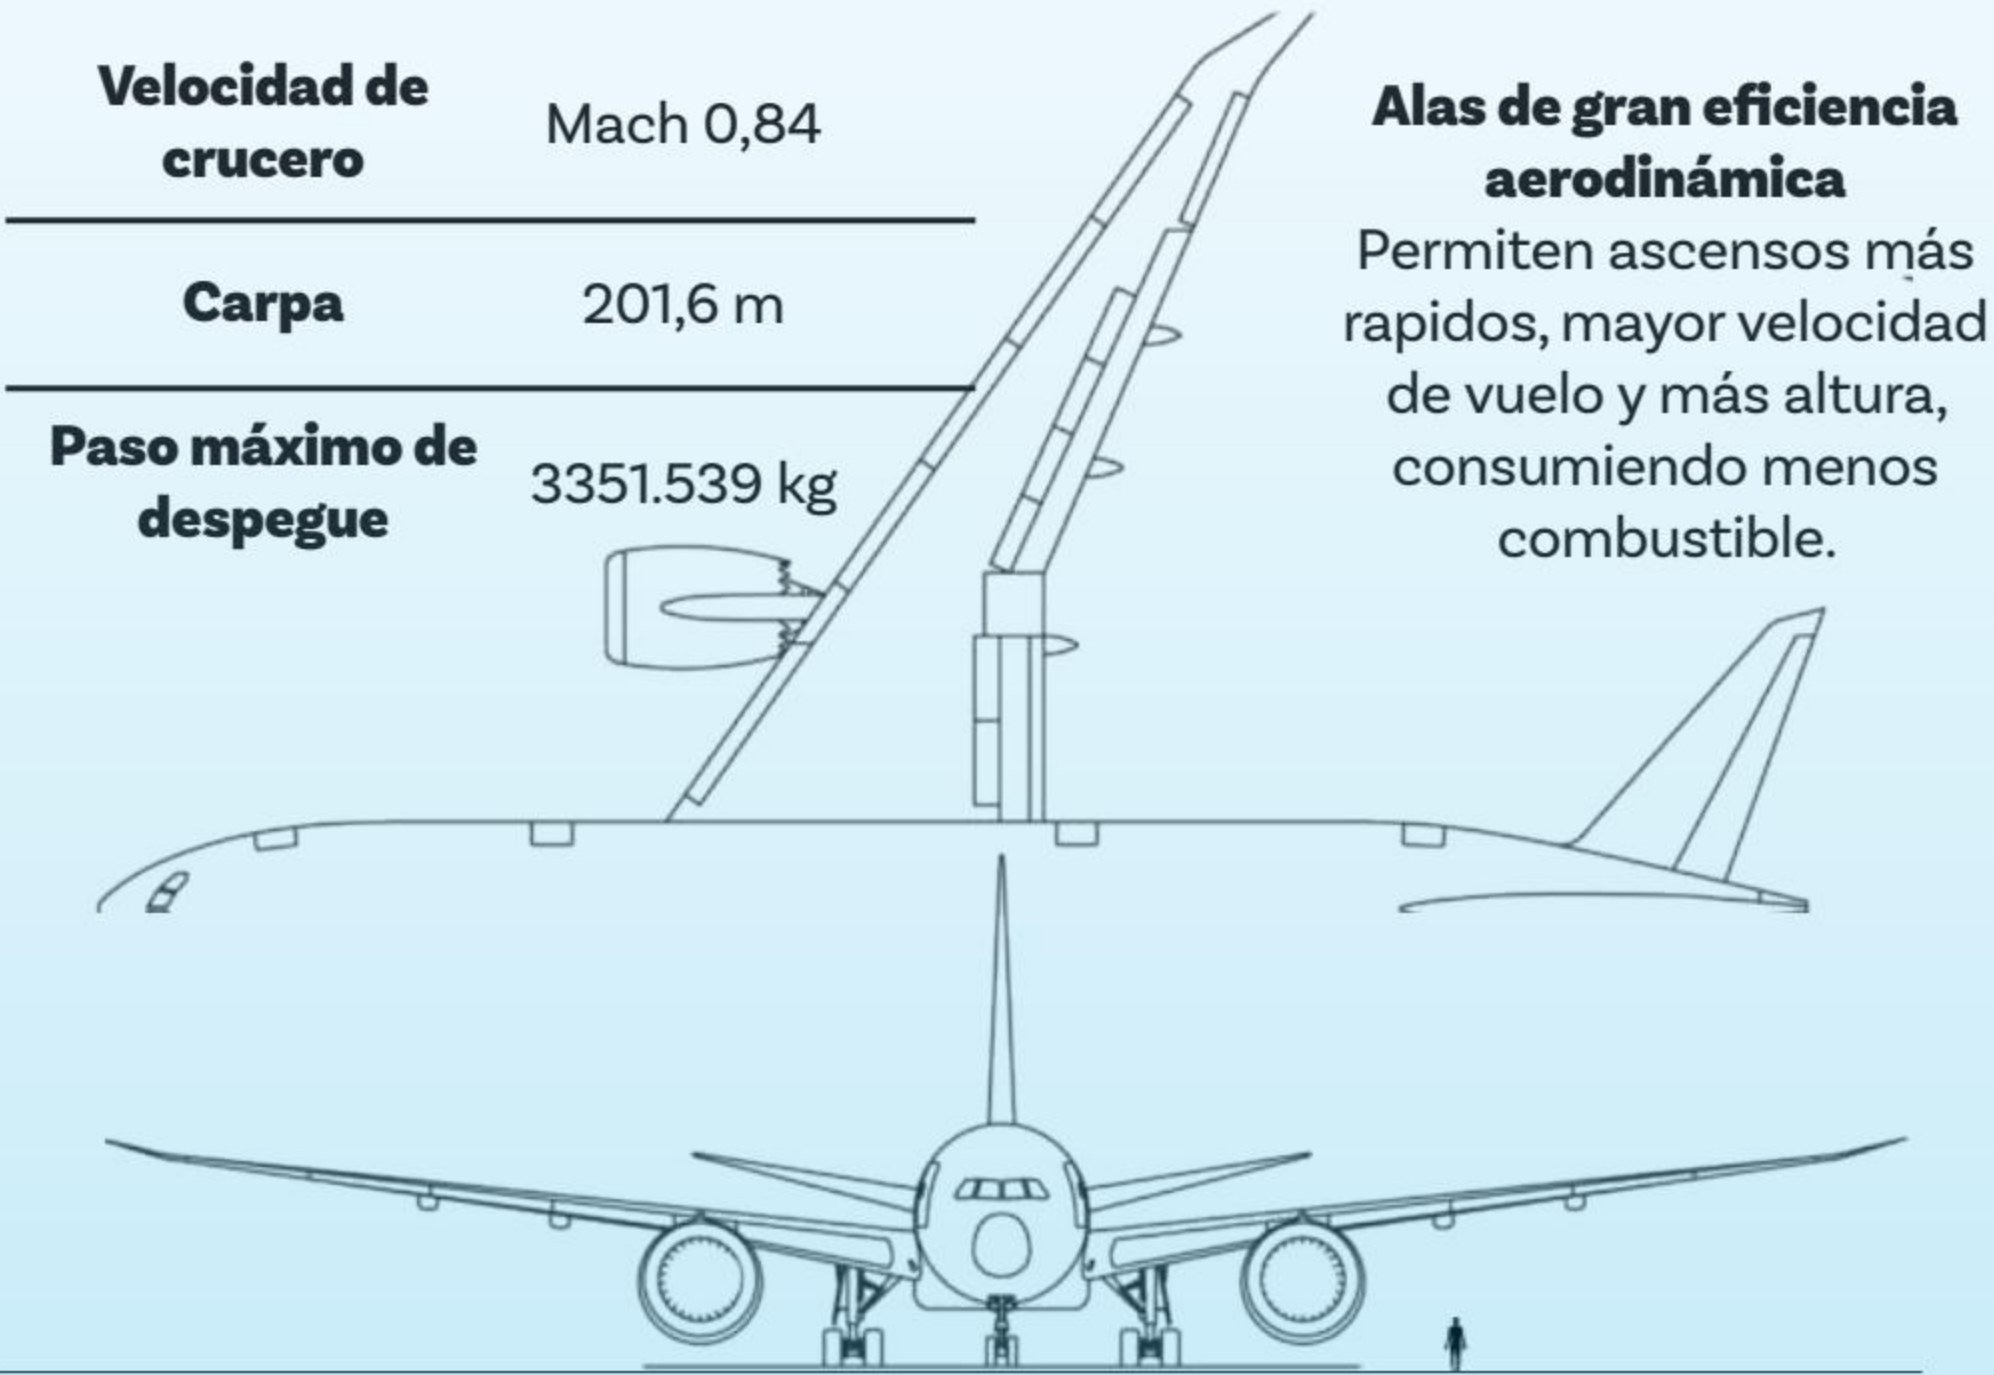 Velocidad de
crucero
Mach 0,84
Carpa
201,6 m
Paso máximo de
despegue
3351.539 kg
Alas de gran eficiencia
aerodinámica
Permiten ascensos más
rapidos, mayor velocidad
de vuelo y más altura,
consumiendo menos
combustible.